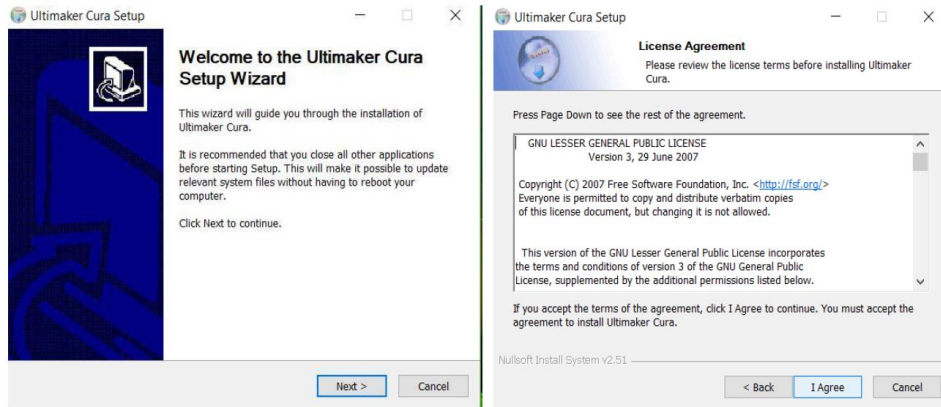 Ultimaker Cura Setup
Welcome to the Ultimaker Cura
Setup Wizard
This wizard will guide you through the installation of
Ultimaker Cura.
It is recommended that you close all other applications
before starting Setup. This will make it possible to update
relevant system files without having to reboot your
computer.
Click Next to continue.
Next >
Cancel
Ultimaker Cura Setup
License Agreement
Please review the license terms before installing Ultimaker
Cura.
Press Page Down to see the rest of the agreement.
GNU LESSER GENERAL PUBLIC LICENSE
Version 3, 29 June 2007
Copyright (C) 2007 Free Software Foundation, Inc. <http://fsf.org/>
Everyone is permitted to copy and distribute verbatim copies
of this license document, but changing it is not allowed.
This version of the GNU Lesser General Public License incorporates
the terms and conditions of version 3 of the GNU General Public
License, supplemented by the additional permissions listed below.
If you accept the terms of the agreement, click I Agree to continue. You must accept the
agreement to install Ultimaker Cura.
Nullsoft Install System v2.51
< Back
I Agree
Cancel